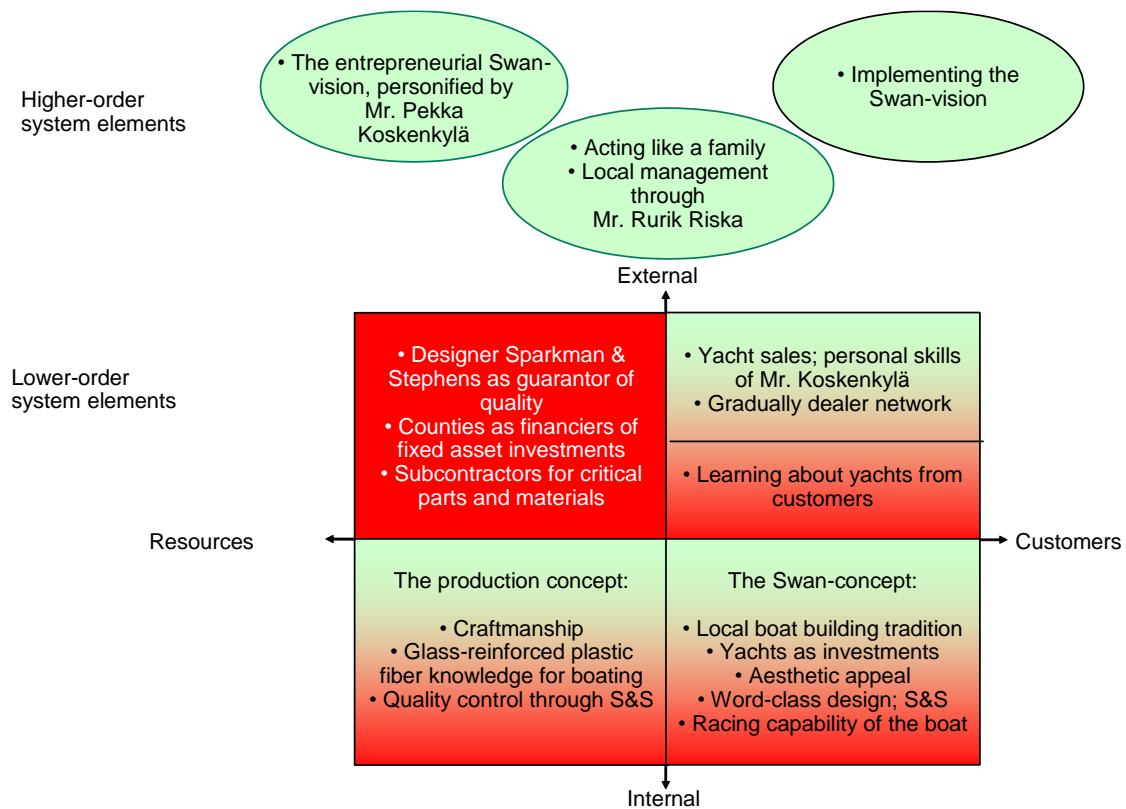 Higher-order
system elements
• The entrepreneurial Swan-
vision, personified by
Mr. Pekka
Koskenkylä
• Implementing the
Swan-vision
• Acting like a family
• Local management
through
Mr. Rurik Riska
External
Lower-order
system elements
• Designer Sparkman &
Stephens as guarantor of
quality
• Counties as financiers of
fixed asset investments
• Subcontractors for critical
parts and materials
• Yacht sales; personal skills
of Mr. Koskenkylä
• Gradually dealer network
• Learning about yachts from
customers
Resources
Customers
The production concept:
• Craftmanship
• Glass-reinforced plastic
fiber knowledge for boating
• Quality control through S&S
The Swan-concept:
• Local boat building tradition
• Yachts as investments
• Aesthetic appeal
• Word-class design; S&S
• Racing capability of the boat
Internal